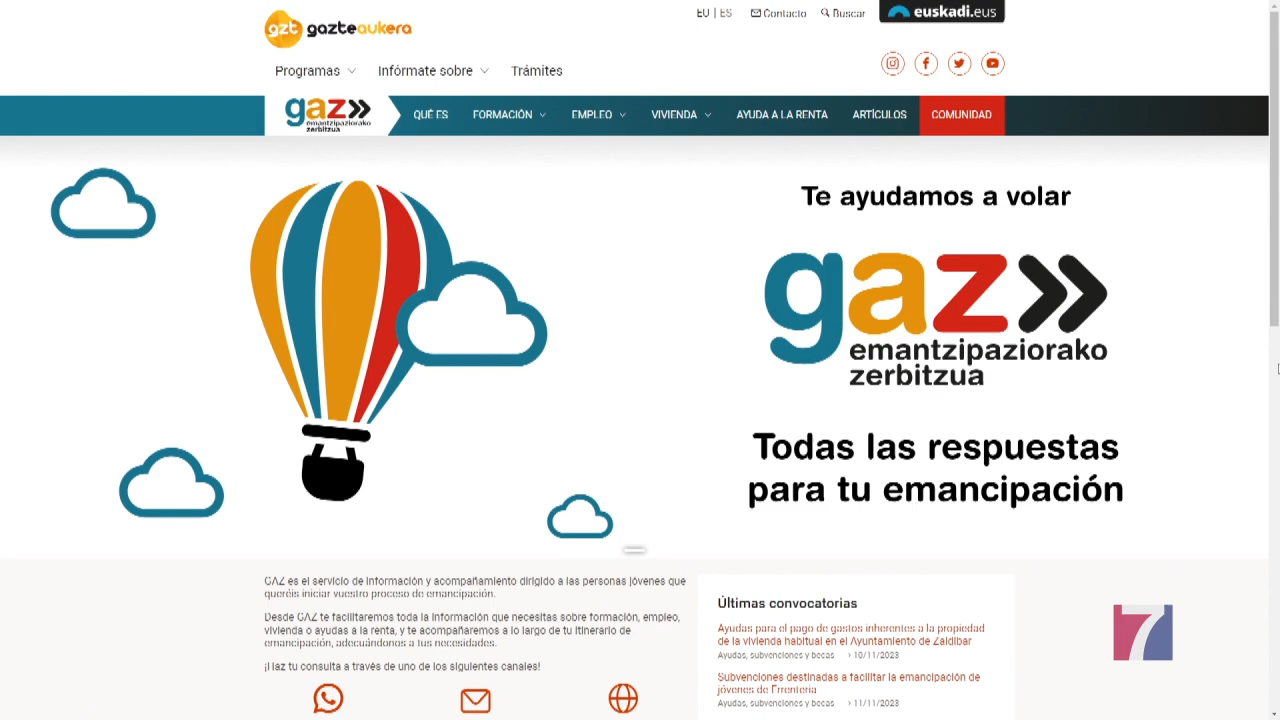 gzt gazteaukera
EU | ES Contacto Buscar euskadi.eus
Programas Infórmate sobre Trámites
gaz»
emantzipaziorako
zerbitzua
QUÉ ES FORMACIÓN EMPLEO VIVIENDA AYUDA A LA RENTA ARTÍCULOS COMUNIDAD
Te ayudamos a volar
gaz»
emantzipaziorako
zerbitzua
Todas las respuestas
para tu emancipación
GAZ es el servicio de información y acompañamiento dirigido a las personas jóvenes que
queréis iniciar vuestro proceso de emancipación.
Desde GAZ te facilitaremos toda la información que necesitas sobre formación, empleo,
vivienda o ayudas a la renta, y te acompañaremos a lo largo de tu itinerario de
emancipación, adecuándonos a tus necesidades.
¡Haz tu consulta a través de uno de los siguientes canales!
Últimas convocatorias
Ayudas para el pago de gastos inherentes a la propiedad
de la vivienda habitual en el Ayuntamiento de Zaldibar
Ayudas, subvenciones y becas › 10/11/2023
Subvenciones destinadas a facilitar la emancipación de
jóvenes de Errenteria
Ayudas, subvenciones y becas › 11/11/2023
7